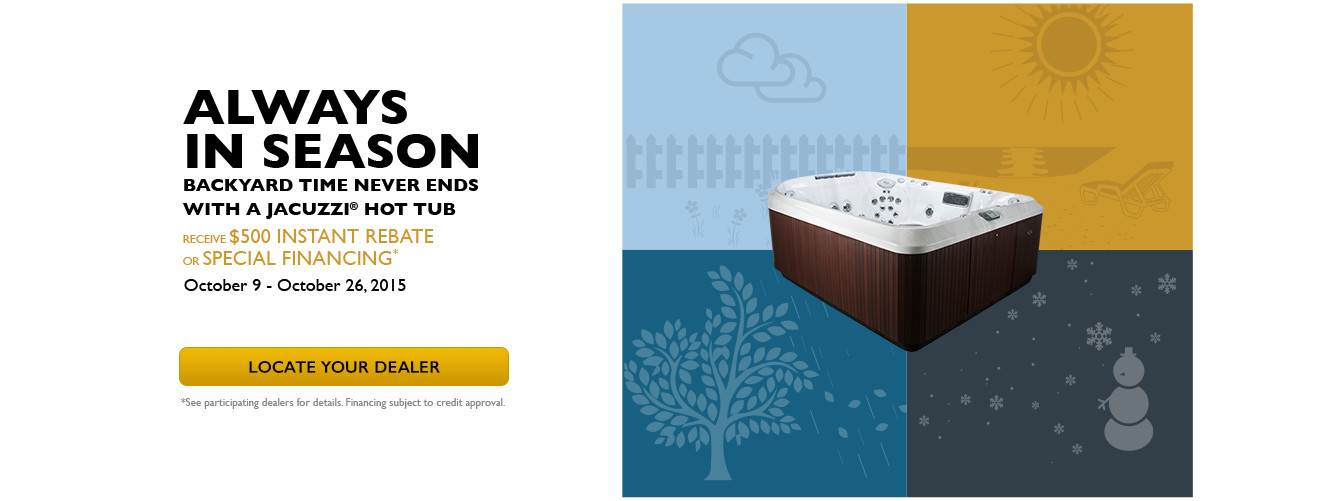 ALWAYS
IN SEASON
BACKYARD TIME NEVER ENDS
WITH A JACUZZI® HOT TUB
RECEIVE $500 INSTANT REBATE
OR SPECIAL FINANCING*
October 9 - October 26, 2015
LOCATE YOUR DEALER
*See participating dealers for details. Financing subject to credit approval.